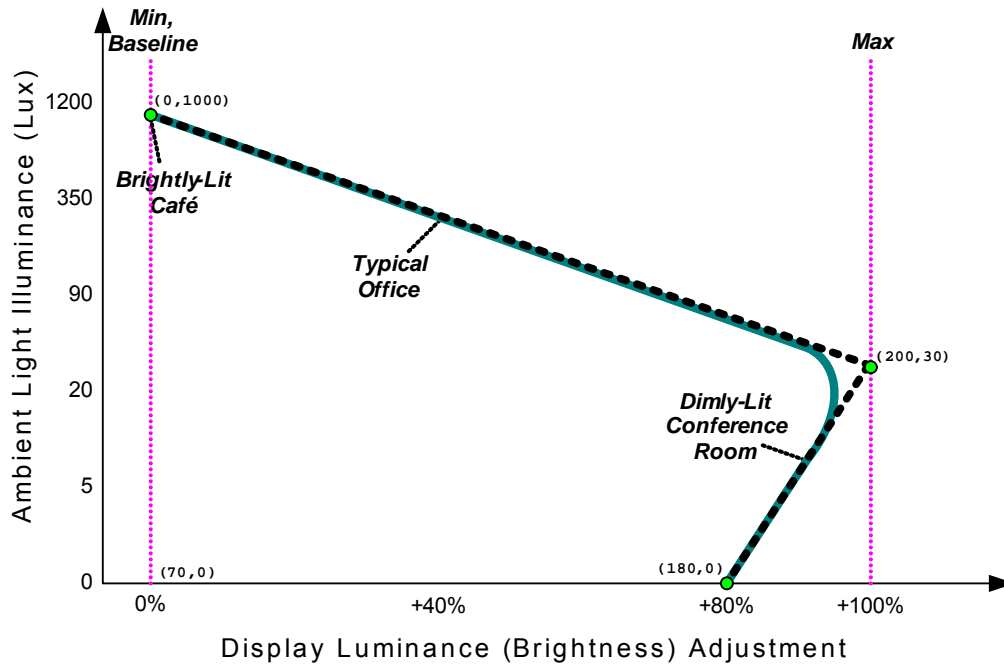 Min,
Baseline
Max
(0,1000)
1200
Brightly-Lit
Café
350
Typical
Office
90
(200,30)
20
Dimly-Lit
Conference
Room
5
(70,0)
(180,0)
0
0%
+40%
+80%
+100%
Ambient Light Illuminance (Lux)
Display Luminance (Brightness) Adjustment